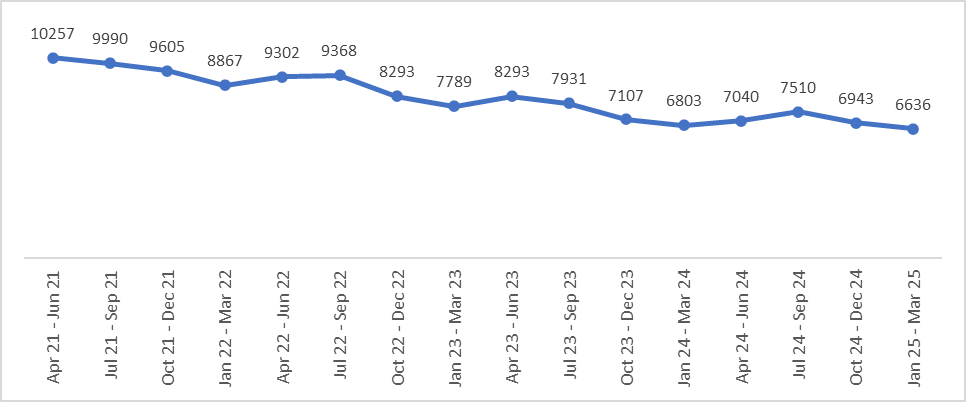 10257
9990
9605
8867
9302
9368
8293
7789
8293
7931
7107
6803
7040
7510
6943
6636
Apr 21 - Jun 21
Jul 21 - Sep 21
Oct 21 - Dec 21
Jan 22 - Mar 22
Apr 22 - Jun 22
Jul 22 - Sep 22
Oct 22 - Dec 22
Jan 23 - Mar 23
Apr 23 - Jun 23
Jul 23 - Sep 23
Oct 23 - Dec 23
Jan 24 - Mar 24
Apr 24 - Jun 24
Jul 24 - Sep 24
Oct 24 - Dec 24
Jan 25 - Mar 25